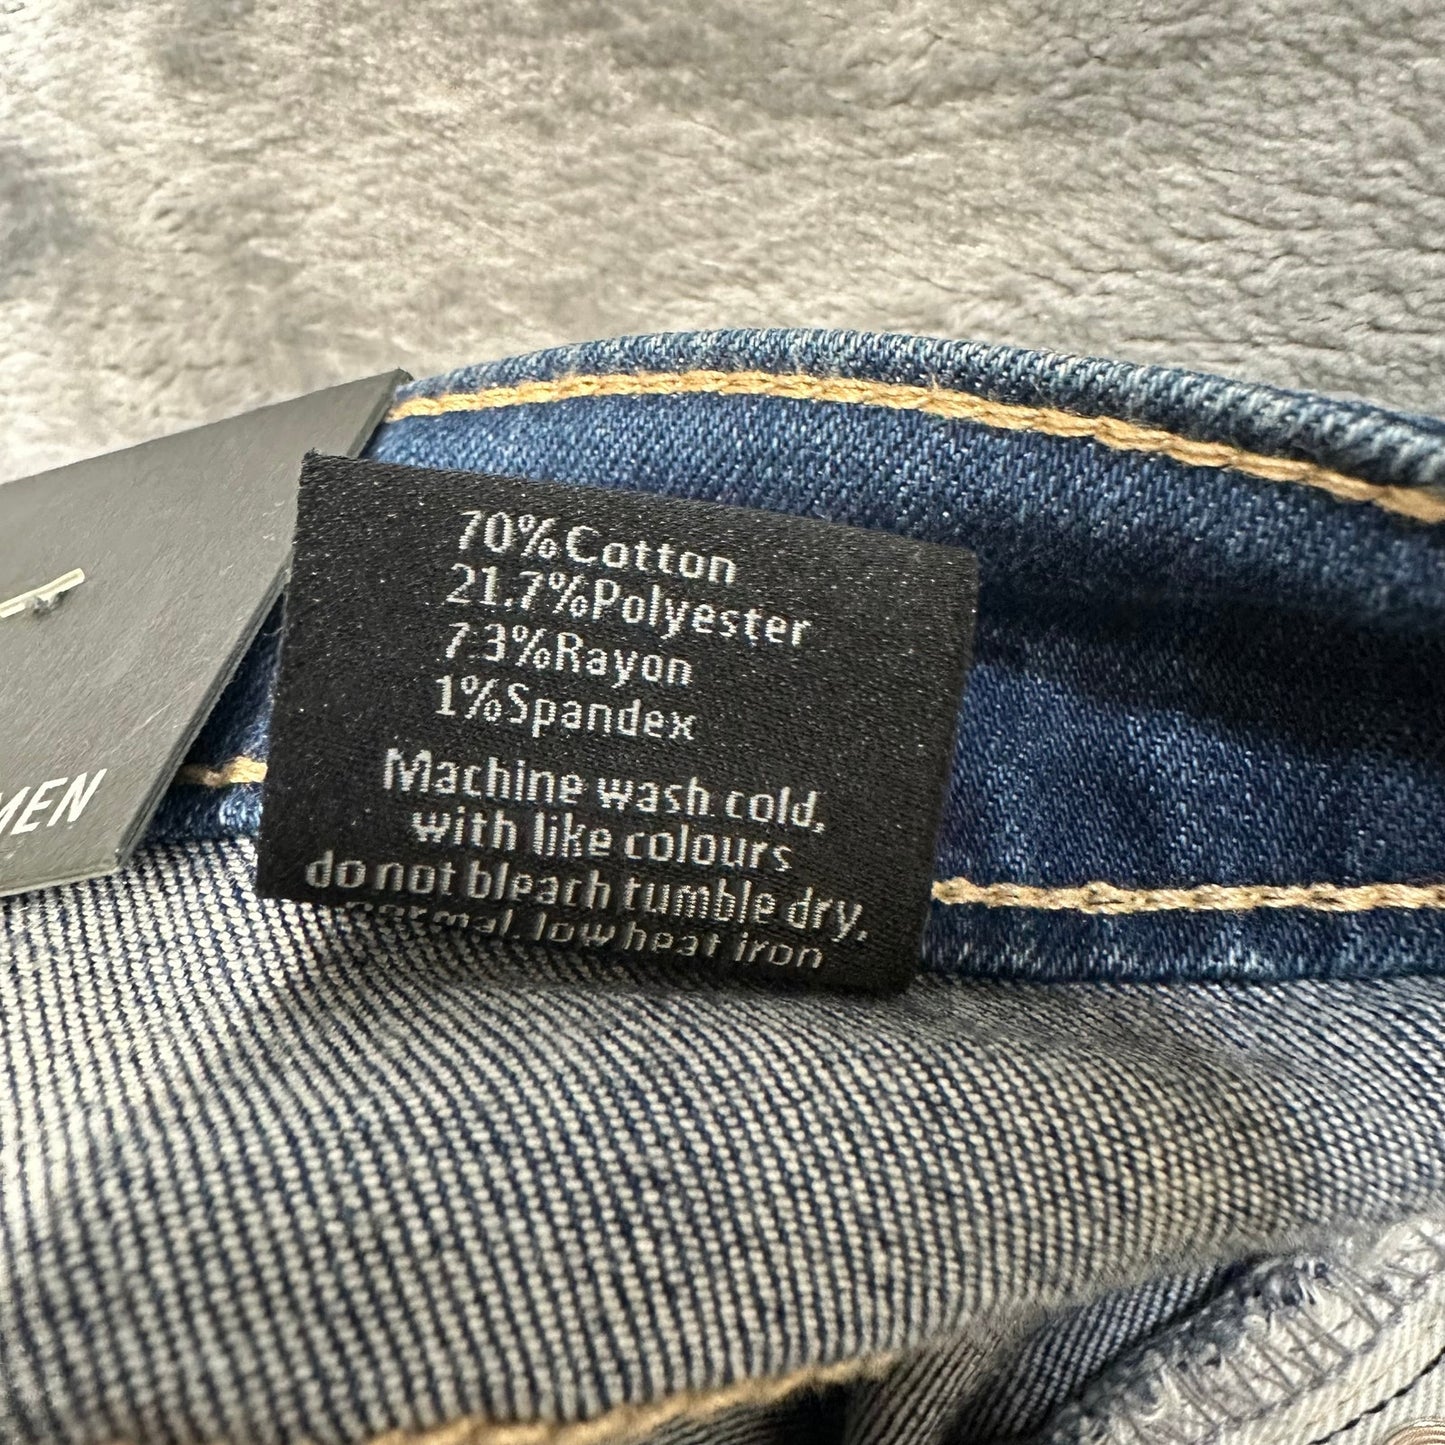 70%Cotton
21.7%Polyester
7.3%Rayon
1%Spandex
Machine wash cold,
with like colours
do not bleach tumble dry,
normal, low heat iron
MEN